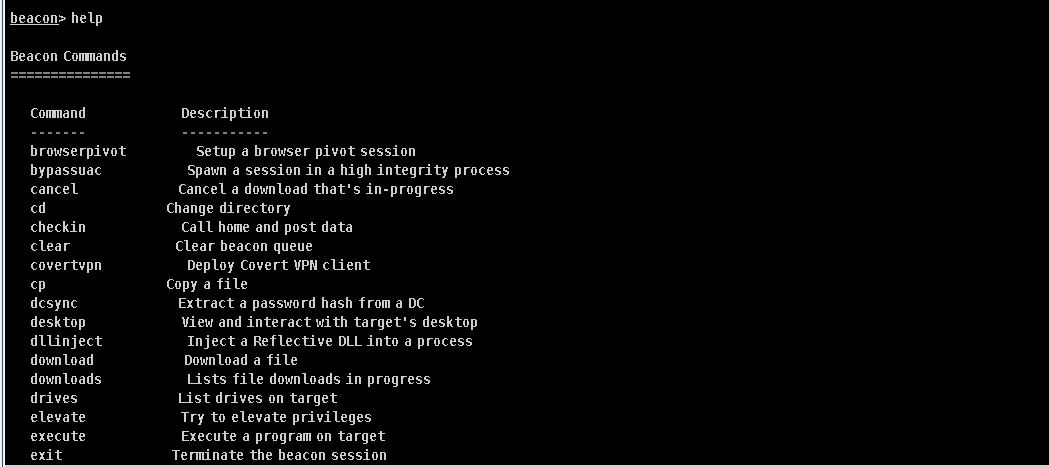 beacon> help
Beacon Commands
===============
Command Description
------- -----------
browserpivot Setup a browser pivot session
bypassuac Spawn a session in a high integrity process
cancel Cancel a download that's in-progress
cd Change directory
checkin Call home and post data
clear Clear beacon queue
covertvpn Deploy Covert VPN client
cp Copy a file
dcsync Extract a password hash from a DC
desktop View and interact with target's desktop
dllinject Inject a Reflective DLL into a process
download Download a file
downloads Lists file downloads in progress
drives List drives on target
elevate Try to elevate privileges
execute Execute a program on target
exit Terminate the beacon session